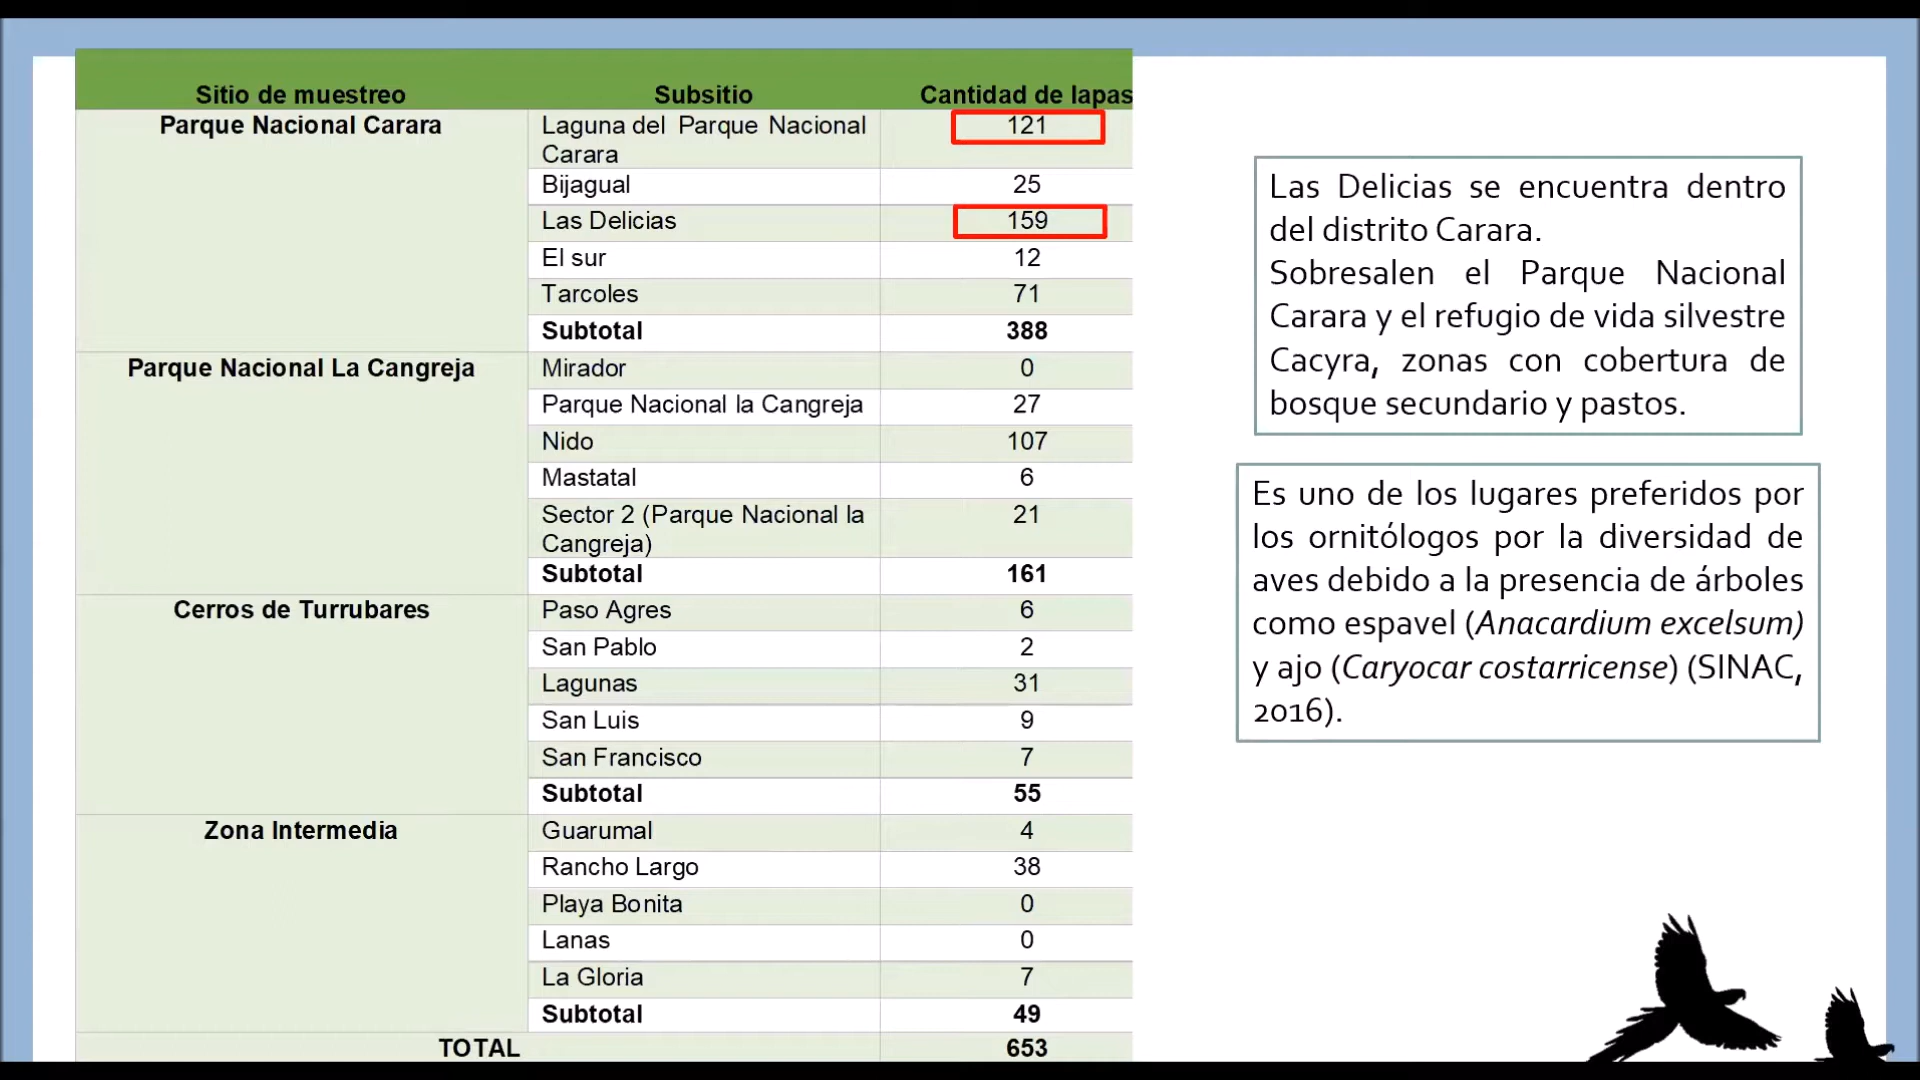 Sitio de muestreo Subsitio Cantidad de lapas
Parque Nacional Carara Laguna del Parque Nacional 121
Carara
Bijagual 25
Las Delicias 159
El sur 12
Tarcoles 71
Subtotal 388
Parque Nacional La Cangreja Mirador 0
Parque Nacional la Cangreja 27
Nido 107
Mastatal 6
Sector 2 (Parque Nacional la 21
Cangreja)
Subtotal 161
Cerros de Turrubares Paso Agres 6
San Pablo 2
Lagunas 31
San Luis 9
San Francisco 7
Subtotal 55
Zona Intermedia Guarumal 4
Rancho Largo 38
Playa Bonita 0
Lanas 0
La Gloria 7
Subtotal 49
TOTAL 653
Las Delicias se encuentra dentro
del distrito Carara.
Sobresalen el Parque Nacional
Carara y el refugio de vida silvestre
Cacyra, zonas con cobertura de
bosque secundario y pastos.
Es uno de los lugares preferidos por
los ornitólogos por la diversidad de
aves debido a la presencia de árboles
como espavel (Anacardium excelsum)
y ajo (Caryocar costarricense) (SINAC,
2016).